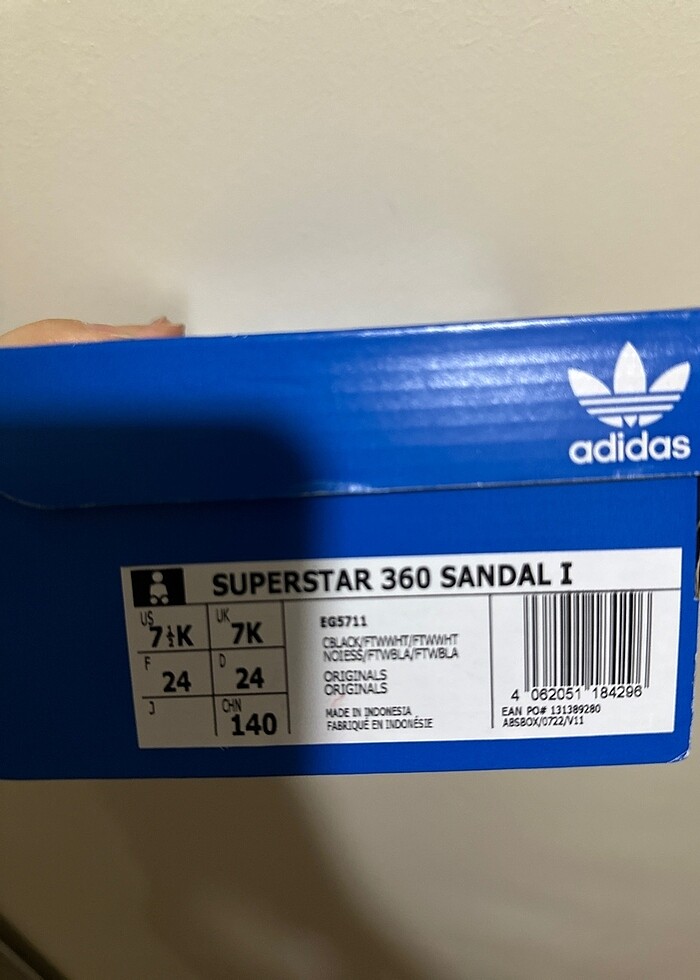 adidas
SUPERSTAR 360 SANDAL I
US
7½K
UK
7K
F
24
D
24
J
CHN
140
EG5711
CBLACK/FTWWHT/FTWWHT
NOIESS/FTWBLA/FTWBLA
ORIGINALS
ORIGINALS
MADE IN INDONESIA
FABRIQUÉ EN INDONÉSIE
4 062051 184296
EAN PO# 131389280
ABSBOX/0722/V11